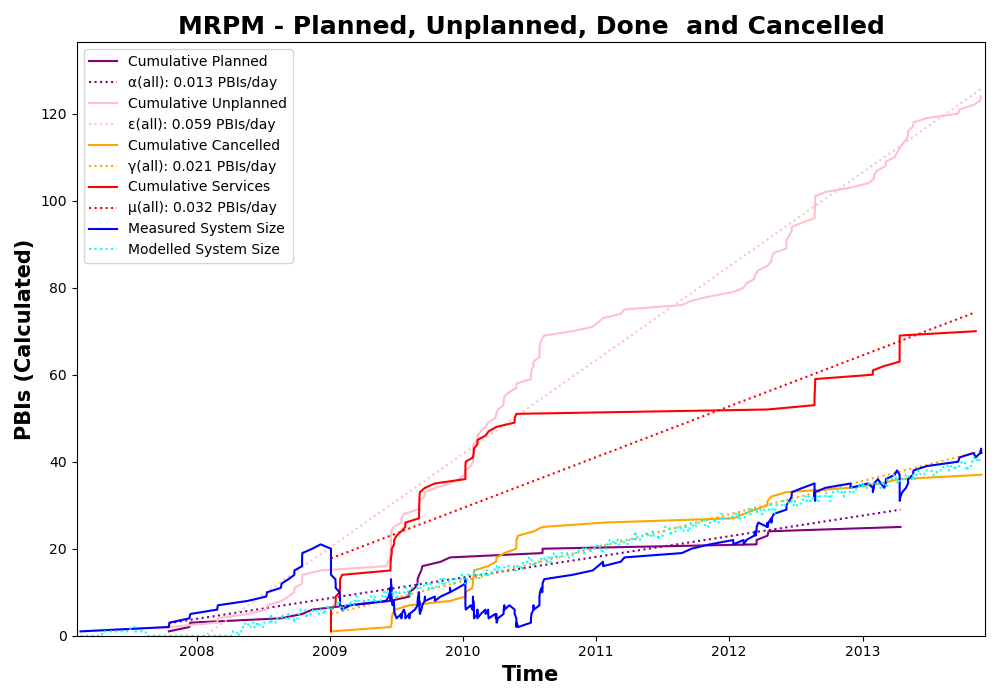 MRPM - Planned, Unplanned, Done  and Cancelled
Cumulative Planned
α(all): 0.013 PBIs/day
Cumulative Unplanned
ε(all): 0.059 PBIs/day
Cumulative Cancelled
γ(all): 0.021 PBIs/day
Cumulative Services
μ(all): 0.032 PBIs/day
Measured System Size
Modelled System Size
PBIs (Calculated)
120
100
80
60
40
20
0
2008 2009 2010 2011 2012 2013
Time